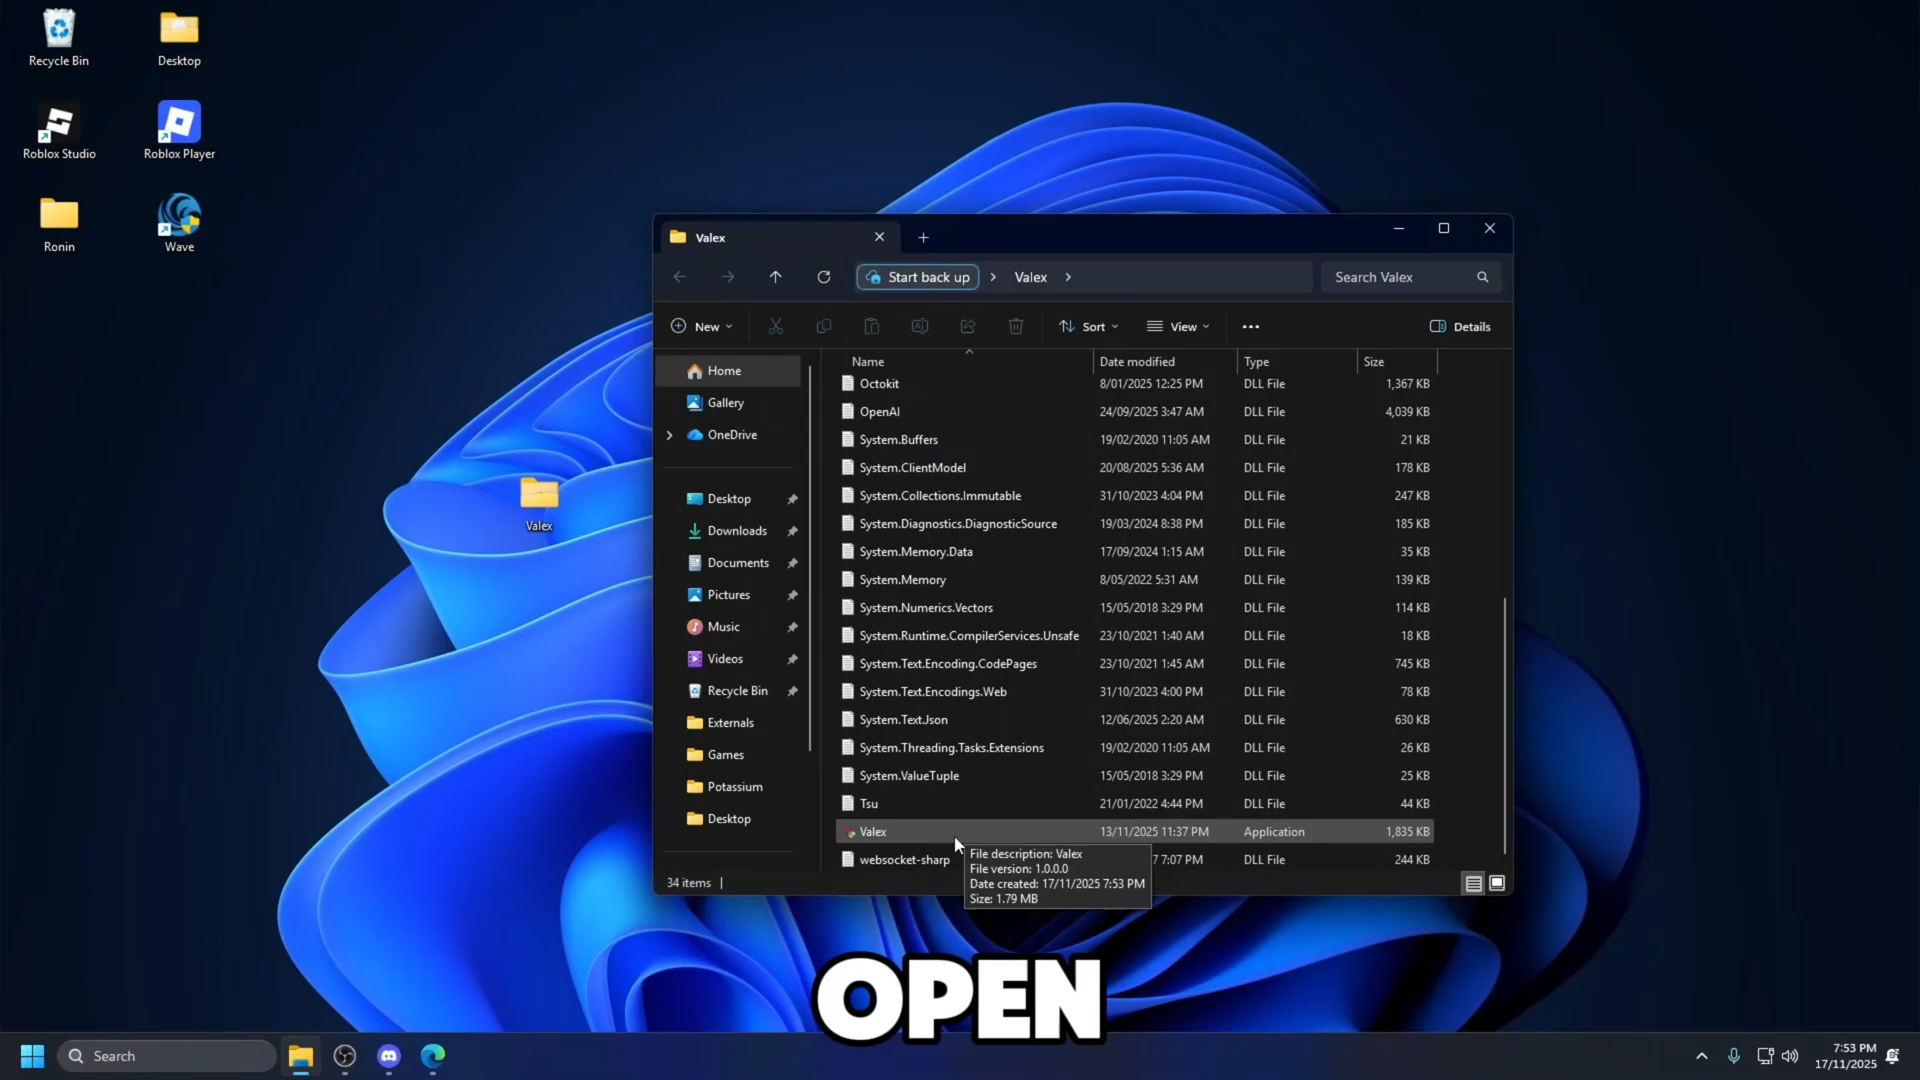 Recycle Bin
Desktop
Roblox Studio
Roblox Player
Ronin
Wave
Valex
Valex
Start back up
Valex
Search Valex
New
Sort
View
Details
Home
Gallery
OneDrive
Desktop
Downloads
Documents
Pictures
Music
Videos
Recycle Bin
Externals
Games
Potassium
Desktop
Name Date modified Type Size
Octokit 8/01/2025 12:25 PM DLL File 1,367 KB
OpenAI 24/09/2025 3:47 AM DLL File 4,039 KB
System.Buffers 19/02/2020 11:05 AM DLL File 21 KB
System.ClientModel 20/08/2025 5:36 AM DLL File 178 KB
System.Collections.Immutable 31/10/2023 4:04 PM DLL File 247 KB
System.Diagnostics.DiagnosticSource 19/03/2024 8:38 PM DLL File 185 KB
System.Memory.Data 17/09/2024 1:15 AM DLL File 35 KB
System.Memory 8/05/2022 5:31 AM DLL File 139 KB
System.Numerics.Vectors 15/05/2018 3:29 PM DLL File 114 KB
System.Runtime.CompilerServices.Unsafe 23/10/2021 1:40 AM DLL File 18 KB
System.Text.Encoding.CodePages 23/10/2021 1:45 AM DLL File 745 KB
System.Text.Encodings.Web 31/10/2023 4:00 PM DLL File 78 KB
System.Text.Json 12/06/2025 2:20 AM DLL File 630 KB
System.Threading.Tasks.Extensions 19/02/2020 11:05 AM DLL File 26 KB
System.ValueTuple 15/05/2018 3:29 PM DLL File 25 KB
Tsu 21/01/2022 4:44 PM DLL File 44 KB
Valex 13/11/2025 11:37 PM Application 1,835 KB
websocket-sharp 7 7:07 PM DLL File 244 KB
File description: Valex
File version: 1.0.0.0
Date created: 17/11/2025 7:53 PM
Size: 1.79 MB
34 items
OPEN
Search
7:53 PM
17/11/2025